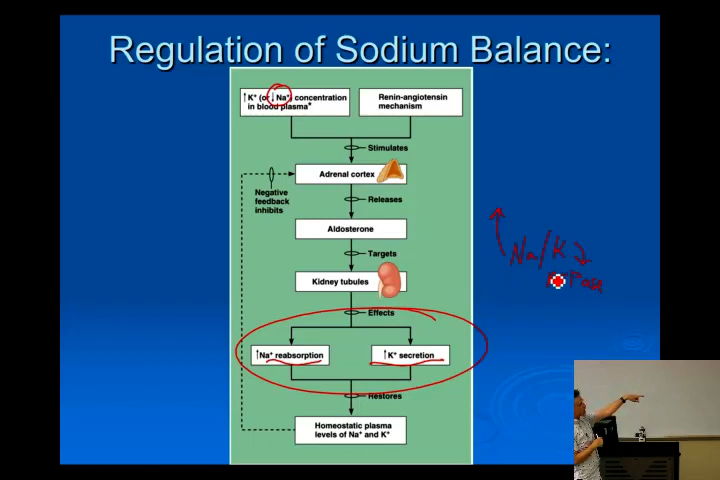 Regulation of Sodium Balance:
↑ K⁺ (or ↓ Na⁺) concentration
in blood plasma*
Renin-angiotensin
mechanism
Stimulates
Adrenal cortex
Negative
feedback
inhibits
Releases
Aldosterone
Targets
Kidney tubules
Effects
↑ Na⁺ reabsorption
↑ K⁺ secretion
Restores
Homeostatic plasma
levels of Na⁺ and K⁺
Na/K